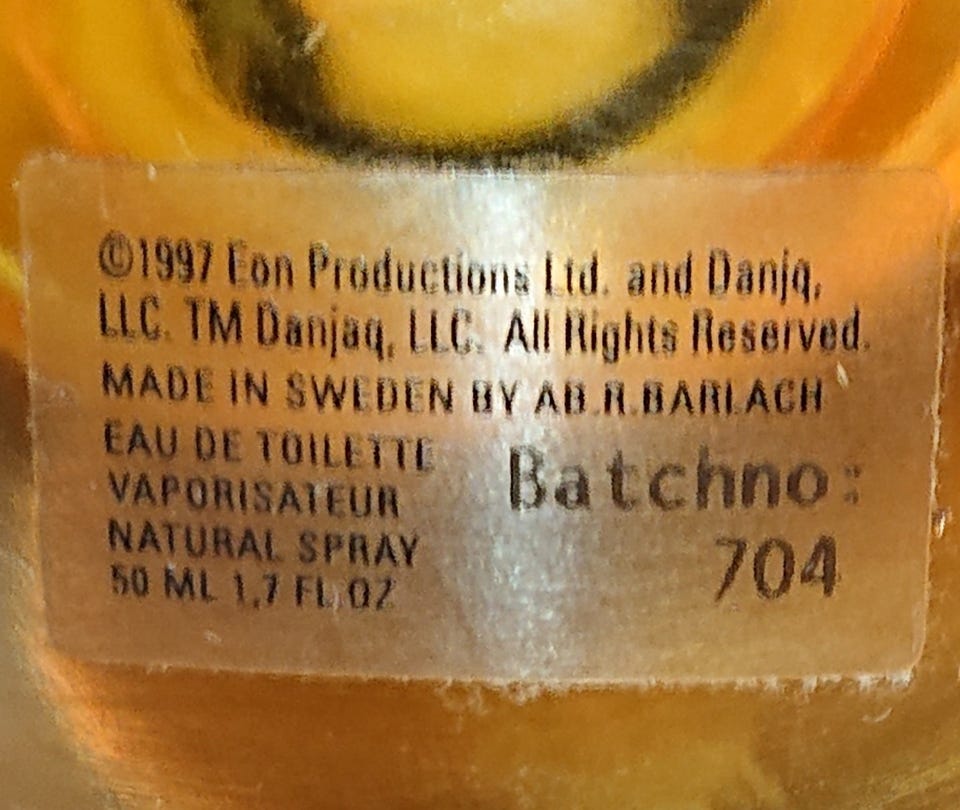 ©1997 Eon Productions Ltd. and Danjq,
LLC. TM Danjaq, LLC. All Rights Reserved.
MADE IN SWEDEN BY AB.R.BARLACH
EAU DE TOILETTE
VAPORISATEUR
NATURAL SPRAY
50 ML 1,7 FL OZ
Batchno:
704